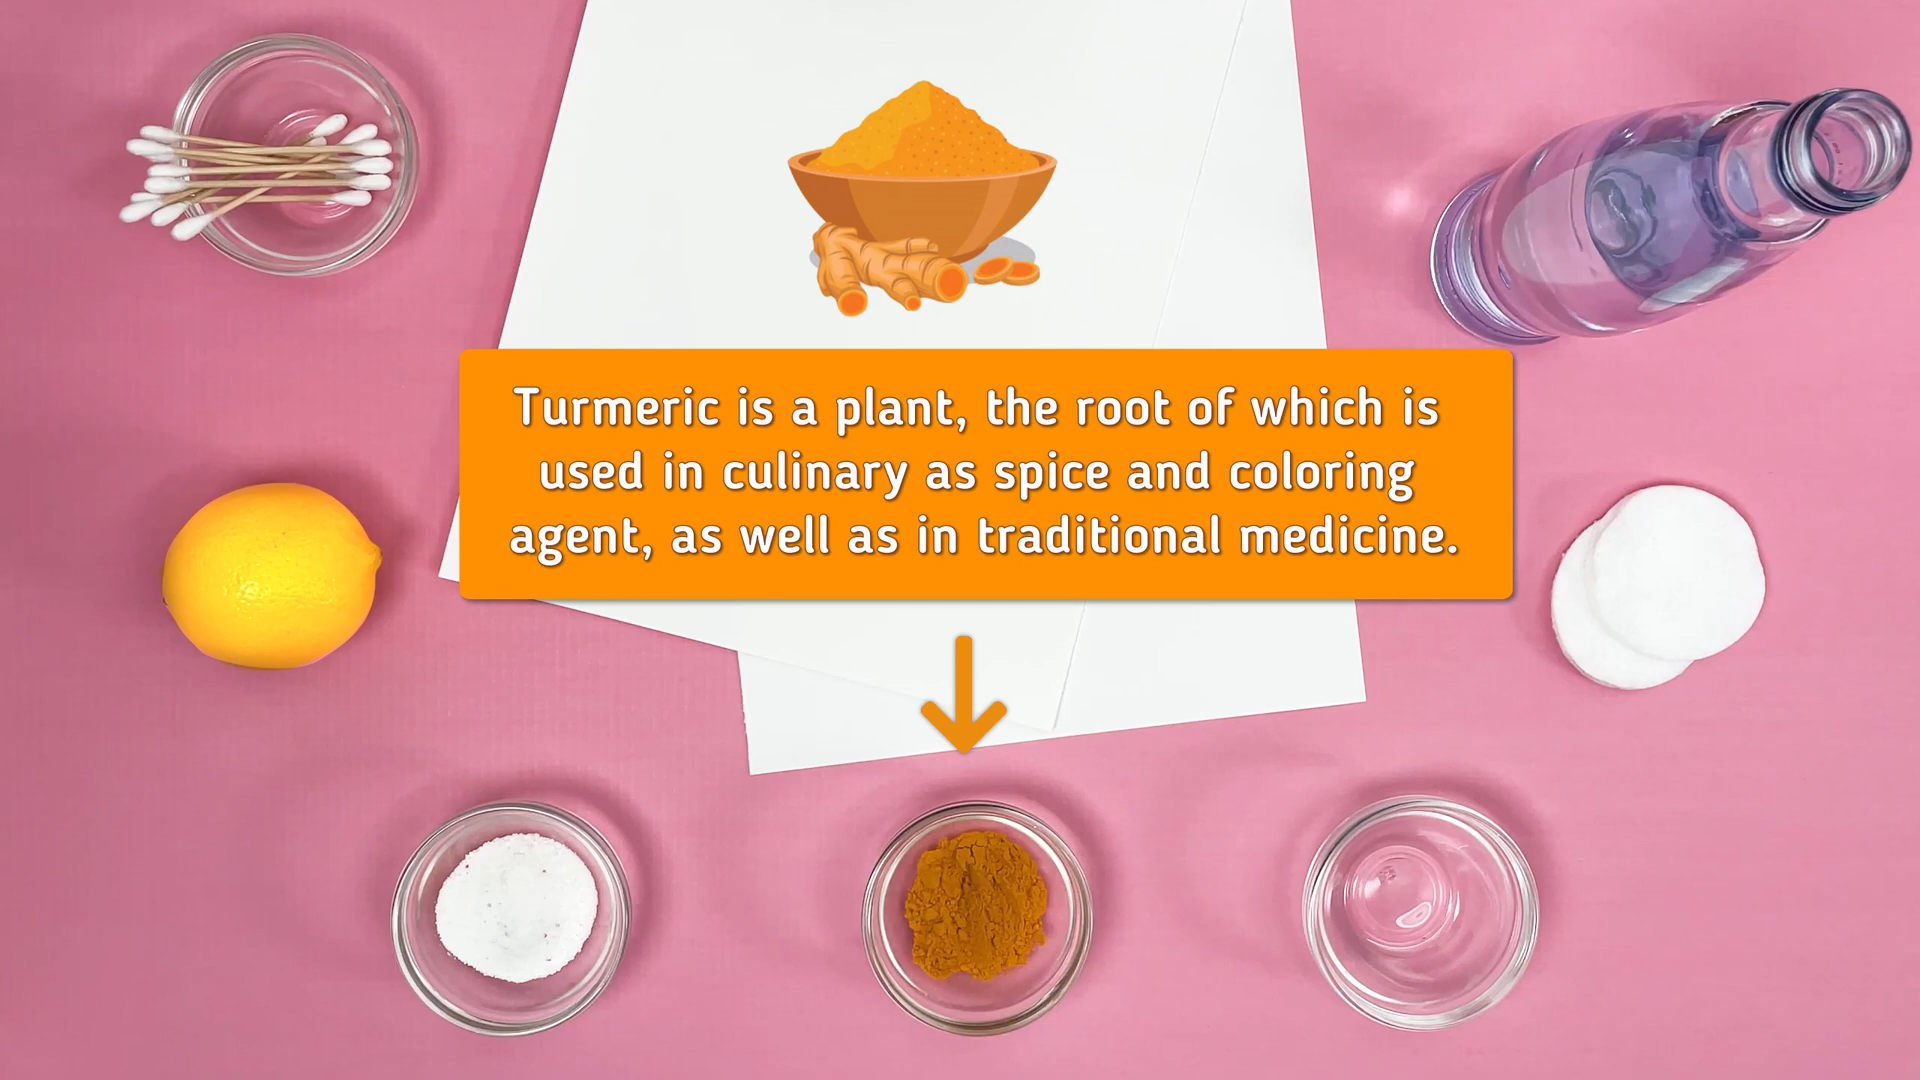 Turmeric is a plant, the root of which is
used in culinary as spice and coloring
agent, as well as in traditional medicine.